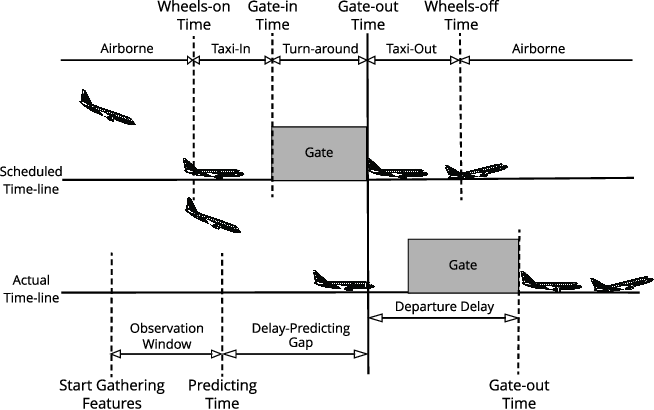 Wheels-on
Time
Gate-in
Time
Gate-out
Time
Wheels-off
Time
Airborne
Taxi-In
Turn-around
Taxi-Out
Airborne
Gate
Scheduled
Time-line
Gate
Actual
Time-line
Departure Delay
Observation
Window
Delay-Predicting
Gap
Start Gathering
Features
Predicting
Time
Gate-out
Time